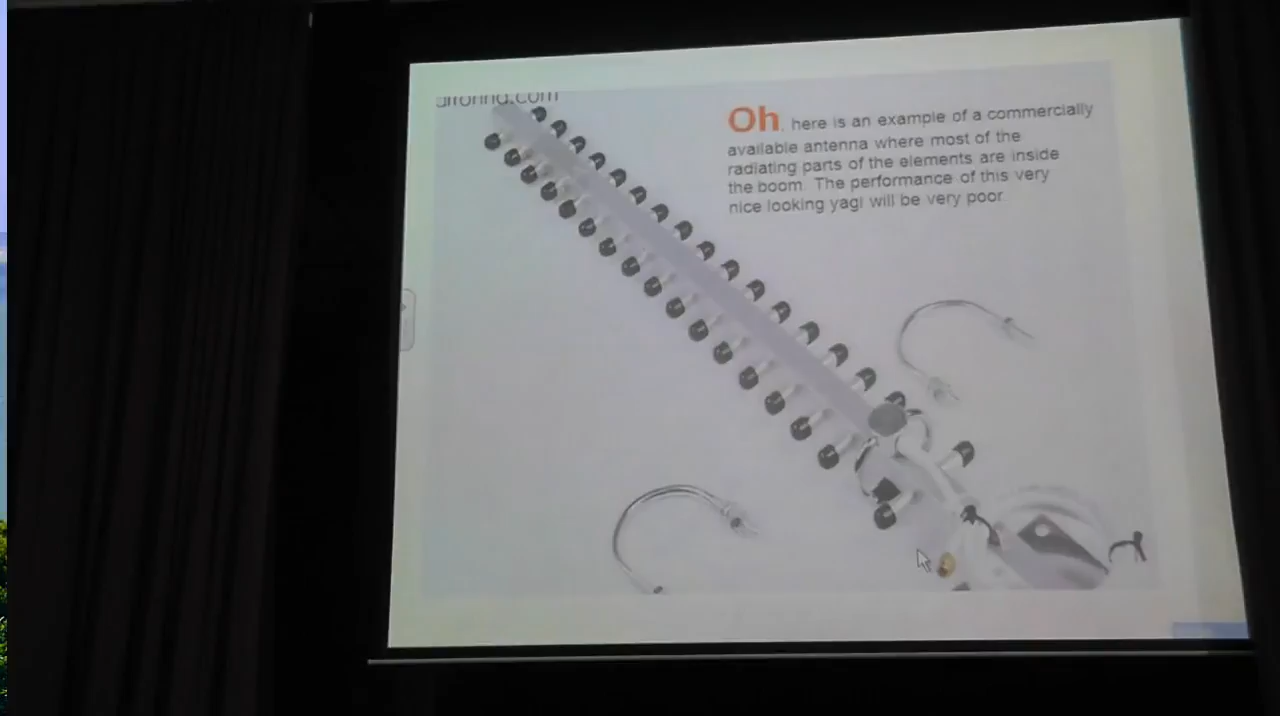 Oh, here is an example of a commercially
available antenna where most of the
radiating parts of the elements are inside
the boom. The performance of this very
nice looking yagi will be very poor.